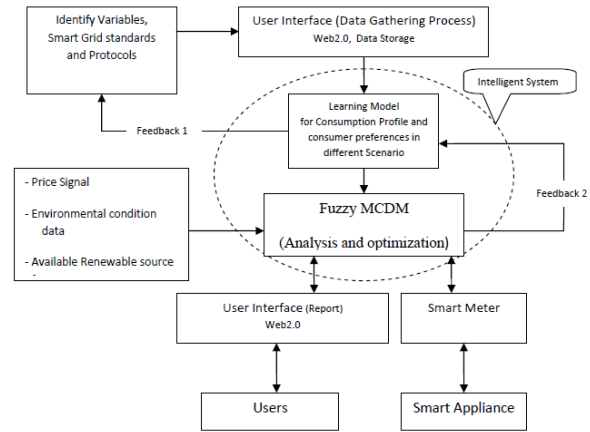 Identify Variables,
Smart Grid standards
and Protocols
User Interface (Data Gathering Process)
Web2.0, Data Storage
Intelligent System
Learning Model
for Consumption Profile and
consumer preferences in
different Scenario
Feedback 1
Feedback 2
- Price Signal
- Environmental condition
data
- Available Renewable source
Fuzzy MCDM
(Analysis and optimization)
User Interface (Report)
Web2.0
Smart Meter
Users
Smart Appliance